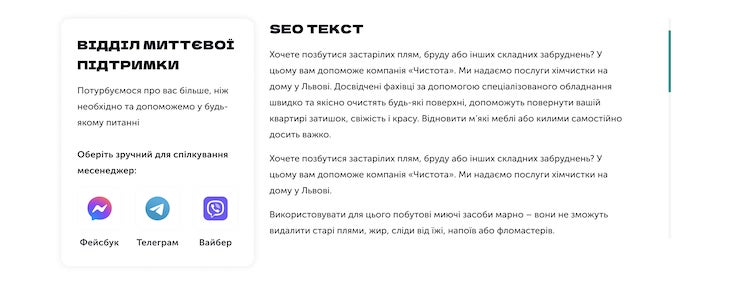 ВІДДІЛ МИТТЄВОЇ
ПІДТРИМКИ
Потурбуємося про вас більше, ніж
необхідно та допоможемо у будь-
якому питанні
Оберіть зручний для спілкування
месенеджер:
Фейсбук Телеграм Вайбер
SEO ТЕКСТ
Хочете позбутися застарілих плям, бруду або інших складних забруднень? У
цьому вам допоможе компанія «Чистота». Ми надаємо послуги хімчистки на
дому у Львові. Досвідчені фахівці за допомогою спеціалізованого обладнання
швидко та якісно очистять будь-які поверхні, допоможуть повернути вашій
квартирі затишок, свіжість і красу. Відновити м’які меблі або килими самостійно
досить важко.
Хочете позбутися застарілих плям, бруду або інших складних забруднень? У
цьому вам допоможе компанія «Чистота». Ми надаємо послуги хімчистки на
дому у Львові.
Використовувати для цього побутові миючі засоби марно – вони не зможуть
видалити старі плями, жир, сліди від їжі, напоїв або фломастерів.